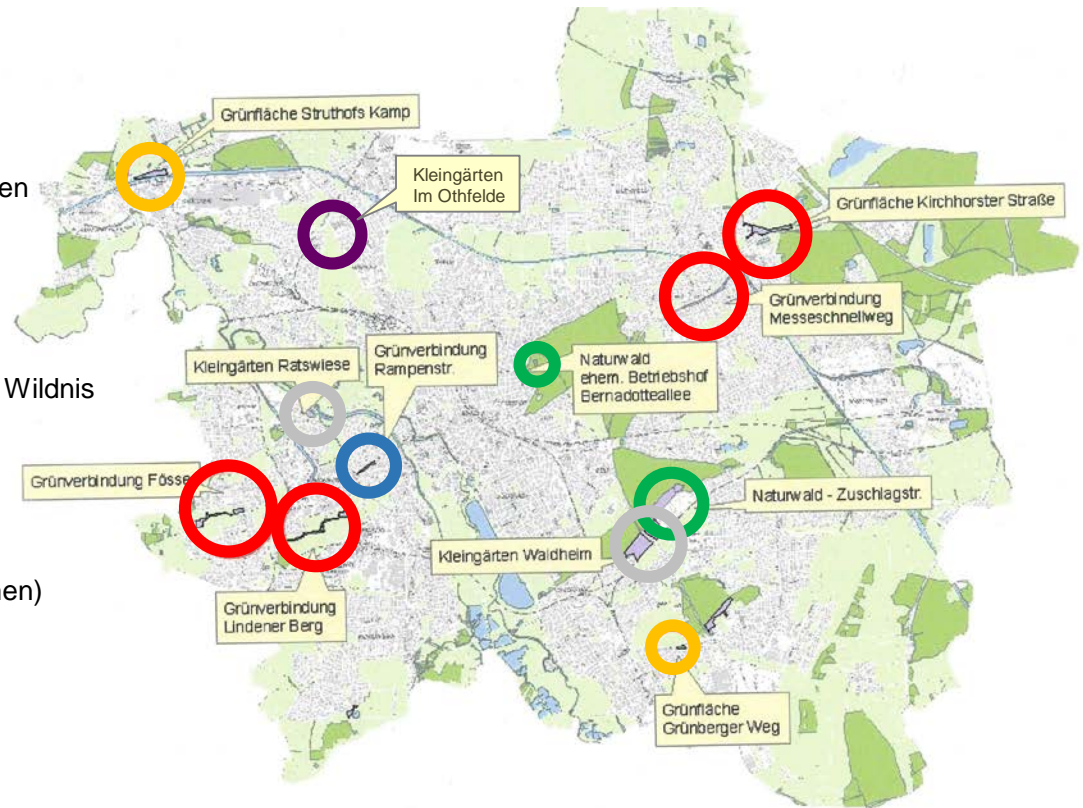 Grünfläche Struthofs Kamp
en
Kleingärten
Im Othfelde
Grünfläche Kirchhorster Straße
Grünverbindung
Messeschnellweg
Kleingärten Ratswiese
Grünverbindung
Rampenstr.
Naturwald
ehem. Betriebshof
Bernadotteallee
Wildnis
Grünverbindung Fösse
Naturwald - Zuschlagstr.
Kleingärten Waldheim
en)
Grünverbindung
Lindener Berg
Grünfläche
Grünberger Weg